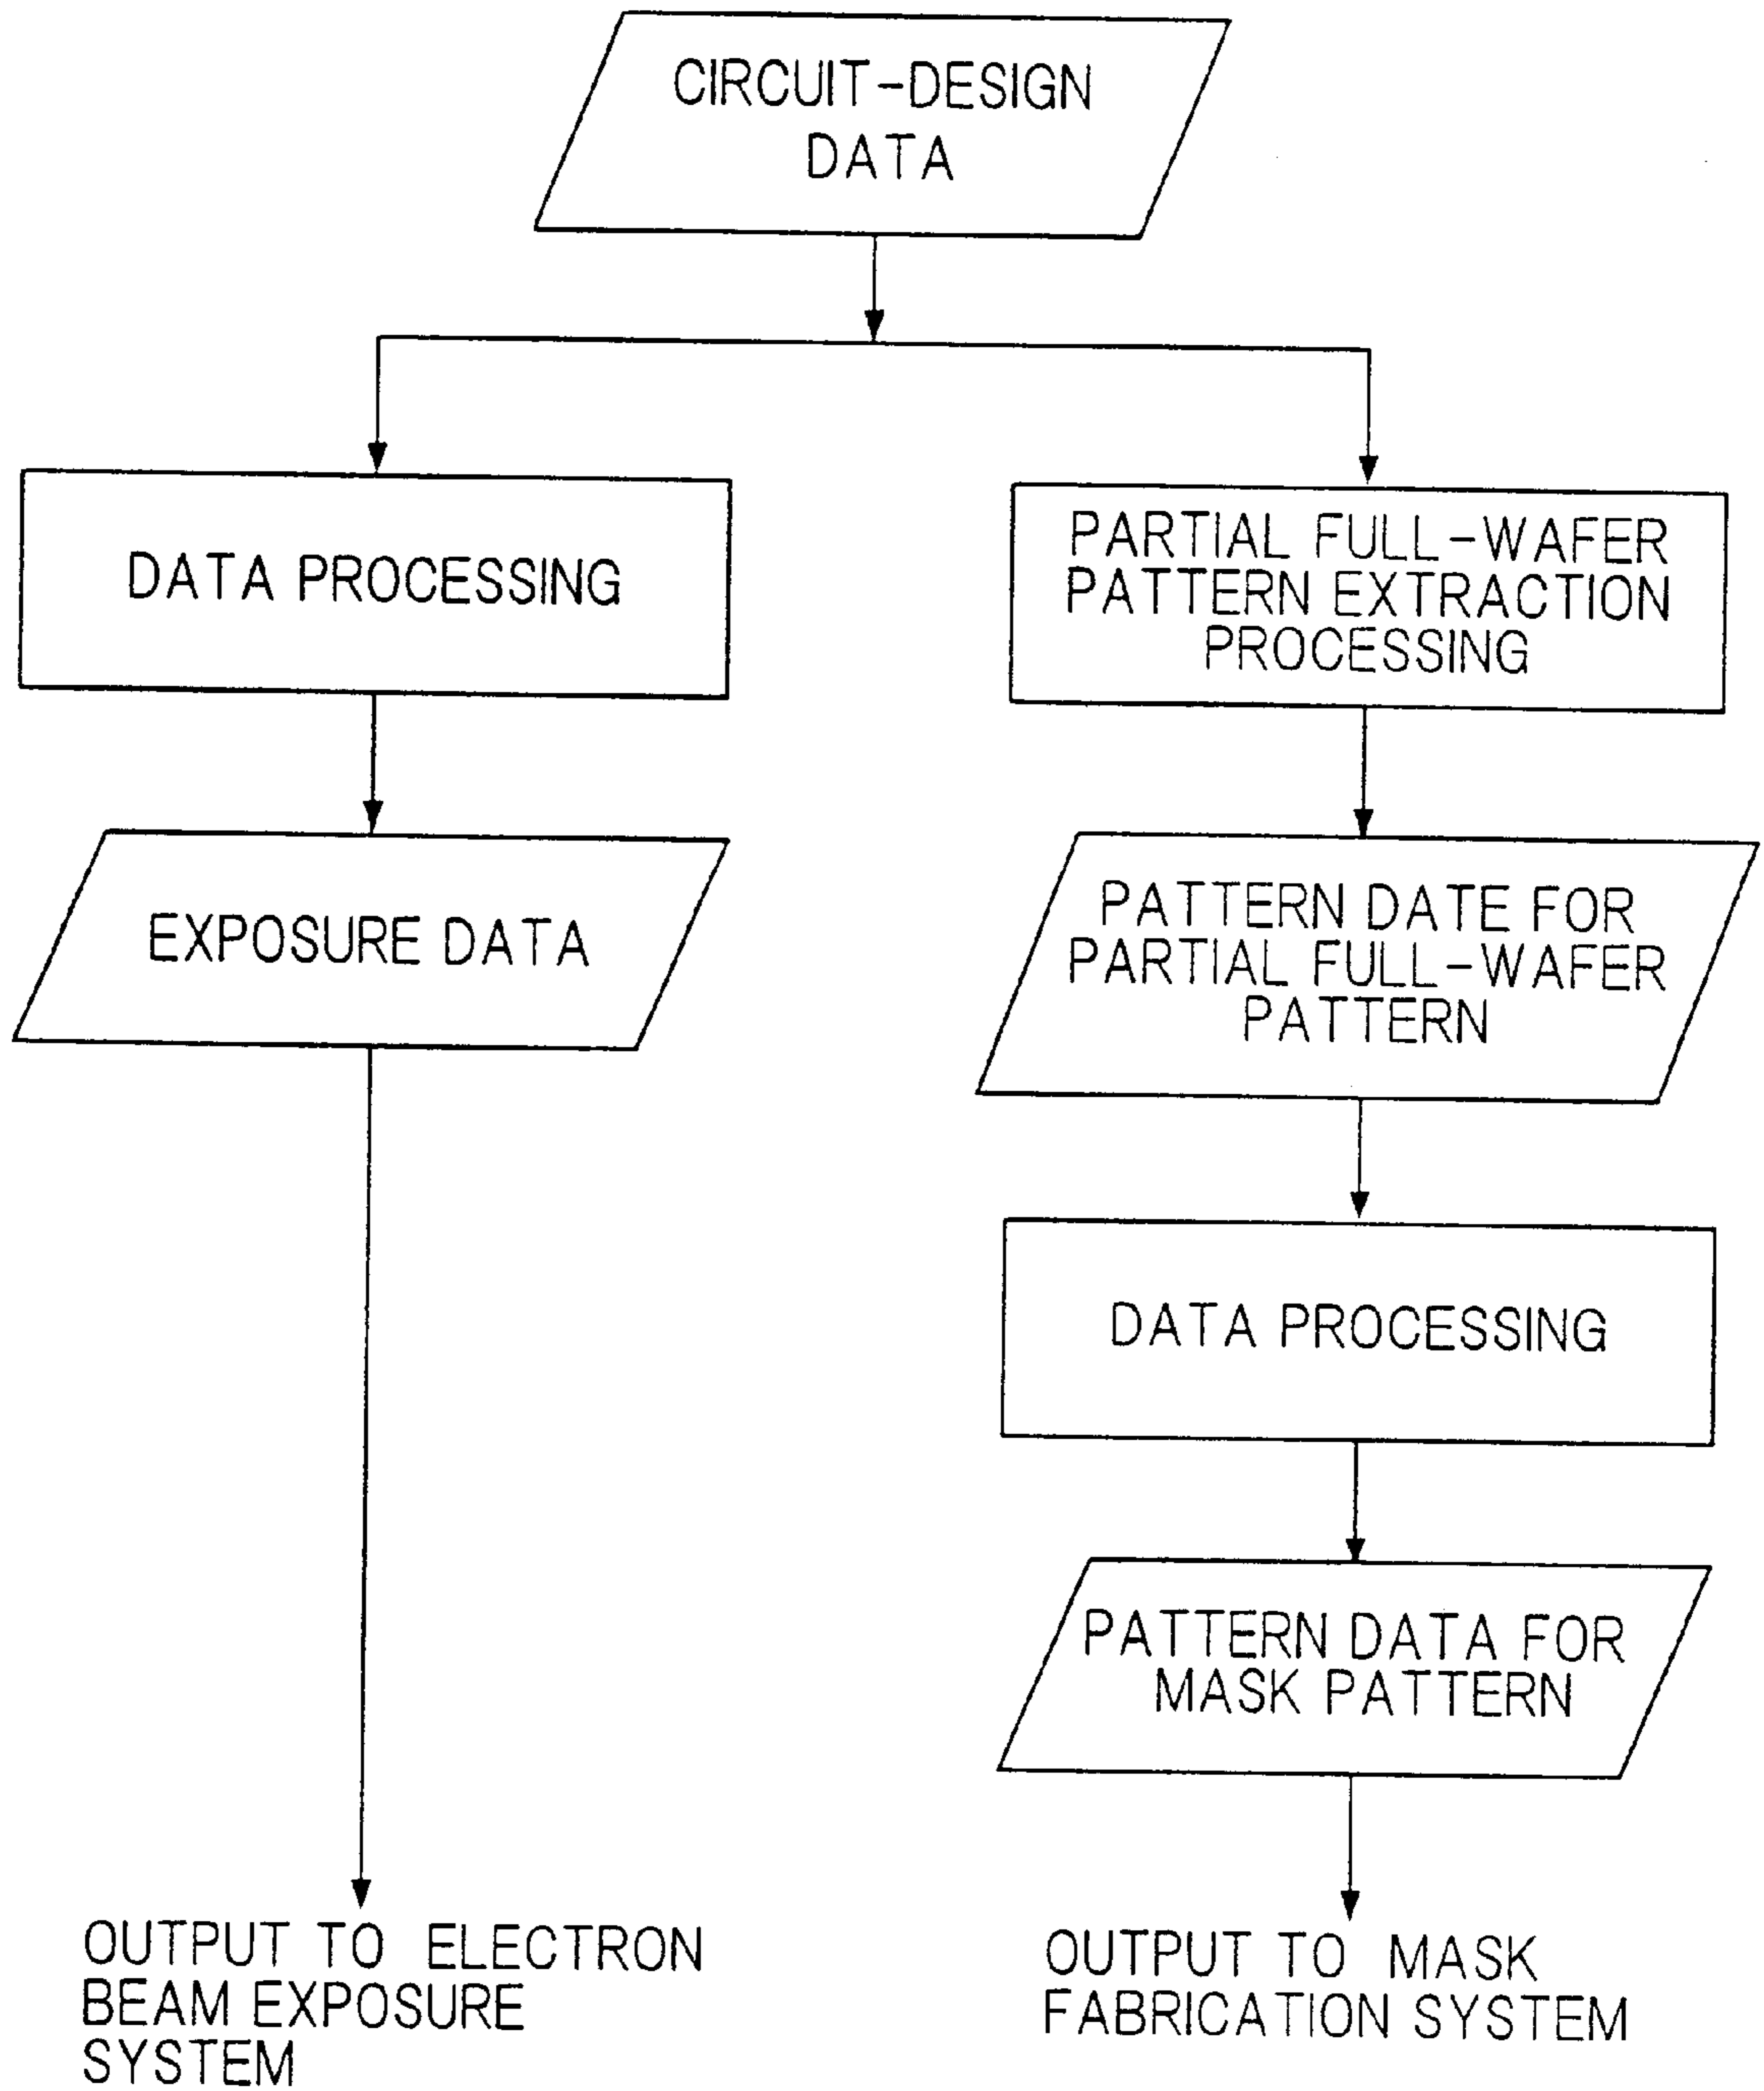 CIRCUIT-DESIGN
DATA
DATA PROCESSING
PARTIAL FULL-WAFER
PATTERN EXTRACTION
PROCESSING
EXPOSURE DATA
PATTERN DATE FOR
PARTIAL FULL-WAFER
PATTERN
DATA PROCESSING
PATTERN DATA FOR
MASK PATTERN
OUTPUT TO ELECTRON
BEAM EXPOSURE
SYSTEM
OUTPUT TO MASK
FABRICATION SYSTEM